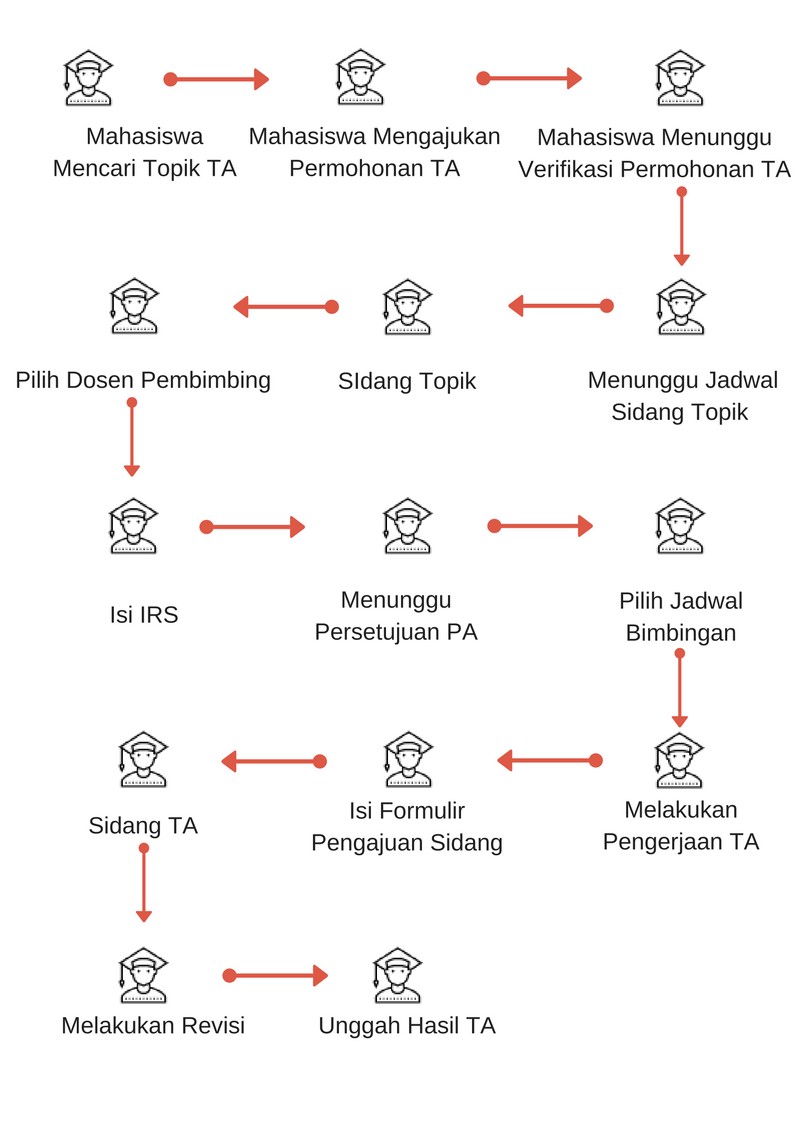 Mahasiswa
Mencari Topik TA
Mahasiswa Mengajukan
Permohonan TA
Mahasiswa Menunggu
Verifikasi Permohonan TA
Menunggu Jadwal
Sidang Topik
SIdang Topik
Pilih Dosen Pembimbing
Isi IRS
Menunggu
Persetujuan PA
Pilih Jadwal
Bimbingan
Melakukan
Pengerjaan TA
Isi Formulir
Pengajuan Sidang
Sidang TA
Melakukan Revisi
Unggah Hasil TA